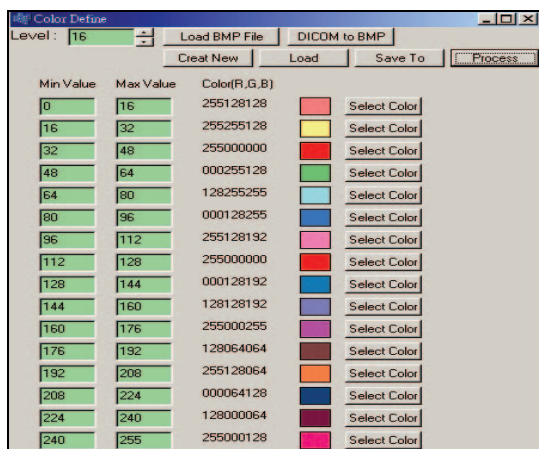 Color Define
Level : 16 Load BMP File DICOM to BMP
Creat New Load Save To Process
Min Value Max Value Color(R,G,B)
0 16 255128128 Select Color
16 32 255255128 Select Color
32 48 255000000 Select Color
48 64 000255128 Select Color
64 80 128255255 Select Color
80 96 000128255 Select Color
96 112 255128192 Select Color
112 128 255000000 Select Color
128 144 000128192 Select Color
144 160 128128192 Select Color
160 176 255000255 Select Color
176 192 128064064 Select Color
192 208 255128064 Select Color
208 224 000064128 Select Color
224 240 128000064 Select Color
240 255 255000128 Select Color